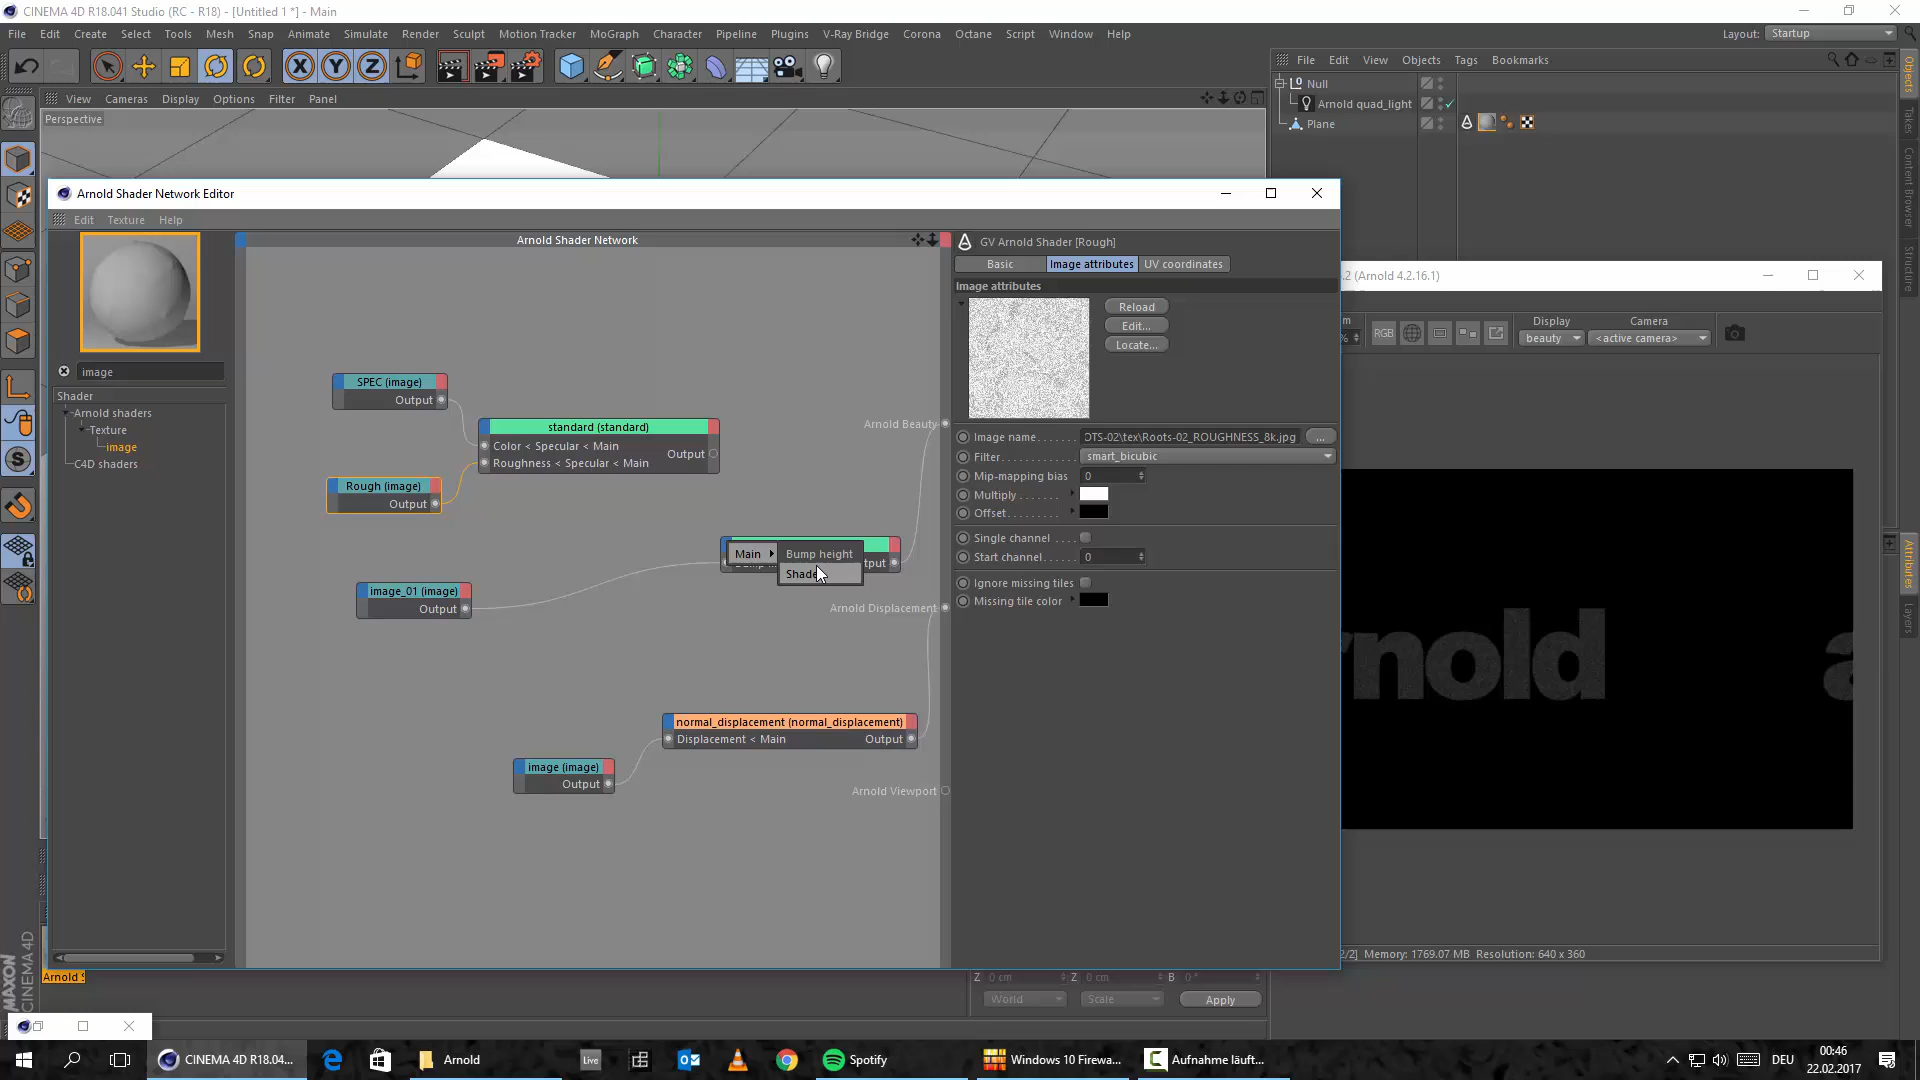 CINEMA 4D R18.041 Studio (RC - R18) - [Untitled 1 *] - Main
File Edit Create Select Tools Mesh Snap Animate Simulate Render Sculpt Motion Tracker MoGraph Character Pipeline Plugins V-Ray Bridge Corona Octane Script Window Help
Layout: Startup
X Y Z
View Cameras Display Options Filter Panel
Perspective
File Edit View Objects Tags Bookmarks
Null
Arnold quad_light
Plane
Objects
Takes
Content Browser
Structure
Attributes
Layers
Arnold Shader Network Editor
Edit Texture Help
Arnold Shader Network
image
Shader
Arnold shaders
Texture
image
C4D shaders
SPEC (image)
Output
standard (standard)
Color < Specular < Main
Roughness < Specular < Main
Output
Rough (image)
Output
Main
Bump height
image_01 (image)
Output
normal_displacement (normal_displacement)
Displacement < Main
Output
image (image)
Output
Arnold Beauty
Arnold Displacement
Arnold Viewport
GV Arnold Shader [Rough]
Basic Image attributes UV coordinates
Image attributes
Reload
Edit...
Locate...
Image name . . . . . . . OTS-02\tex\Roots-02_ROUGHNESS_8k.jpg ...
Filter . . . . . . . . . . . smart_bicubic
Mip-mapping bias 0
Multiply . . . . . . . .
Offset . . . . . . . . .
Single channel
Start channel . . . . 0
Ignore missing tiles
Missing tile color
.2 (Arnold 4.2.16.1)
RGB
Display
beauty
Camera
<active camera>
rnold
/2] Memory: 1769.07 MB Resolution: 640 x 360
MAXON
CINEMA 4D
Z 0 cm Z 0 cm B 0 °
World Scale Apply
CINEMA 4D R18.04...
Arnold
Live
Spotify
Windows 10 Firewa...
Aufnahme läuft...
DEU
00:46
22.02.2017